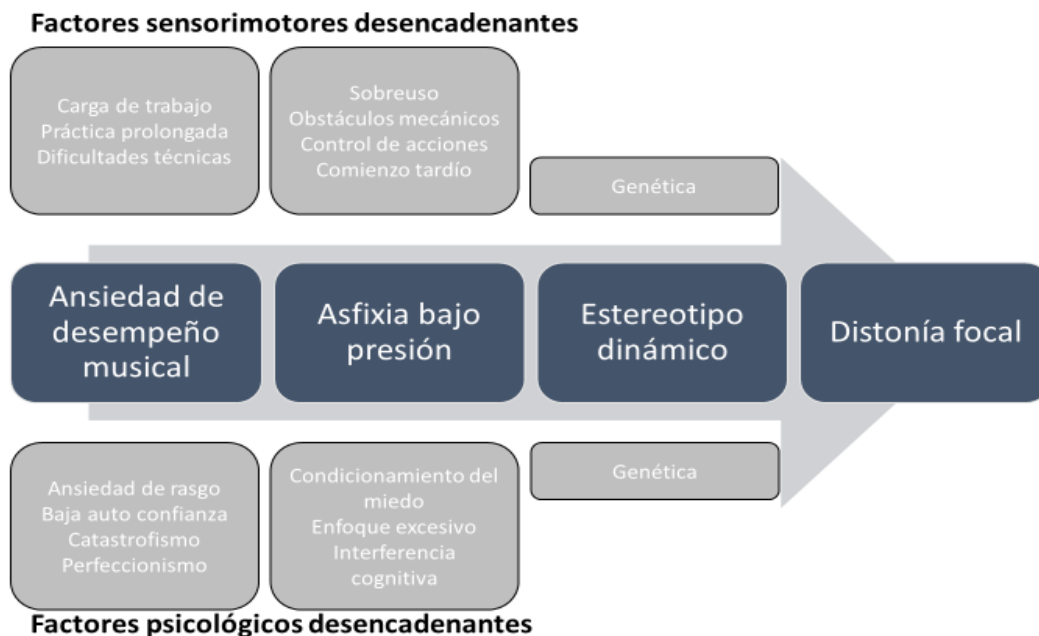 Factores sensorimotores desencadenantes
Carga de trabajo
Práctica prolongada
Dificultades técnicas
Sobreuso
Obstáculos mecánicos
Control de acciones
Comienzo tardío
Genética
Ansiedad de
desempeño
musical
Asfixia bajo
presión
Estereotipo
dinámico
Distonía focal
Ansiedad de rasgo
Baja auto confianza
Catastrofismo
Perfeccionismo
Condicionamiento del
miedo
Enfoque excesivo
Interferencia
cognitiva
Genética
Factores psicológicos desencadenantes